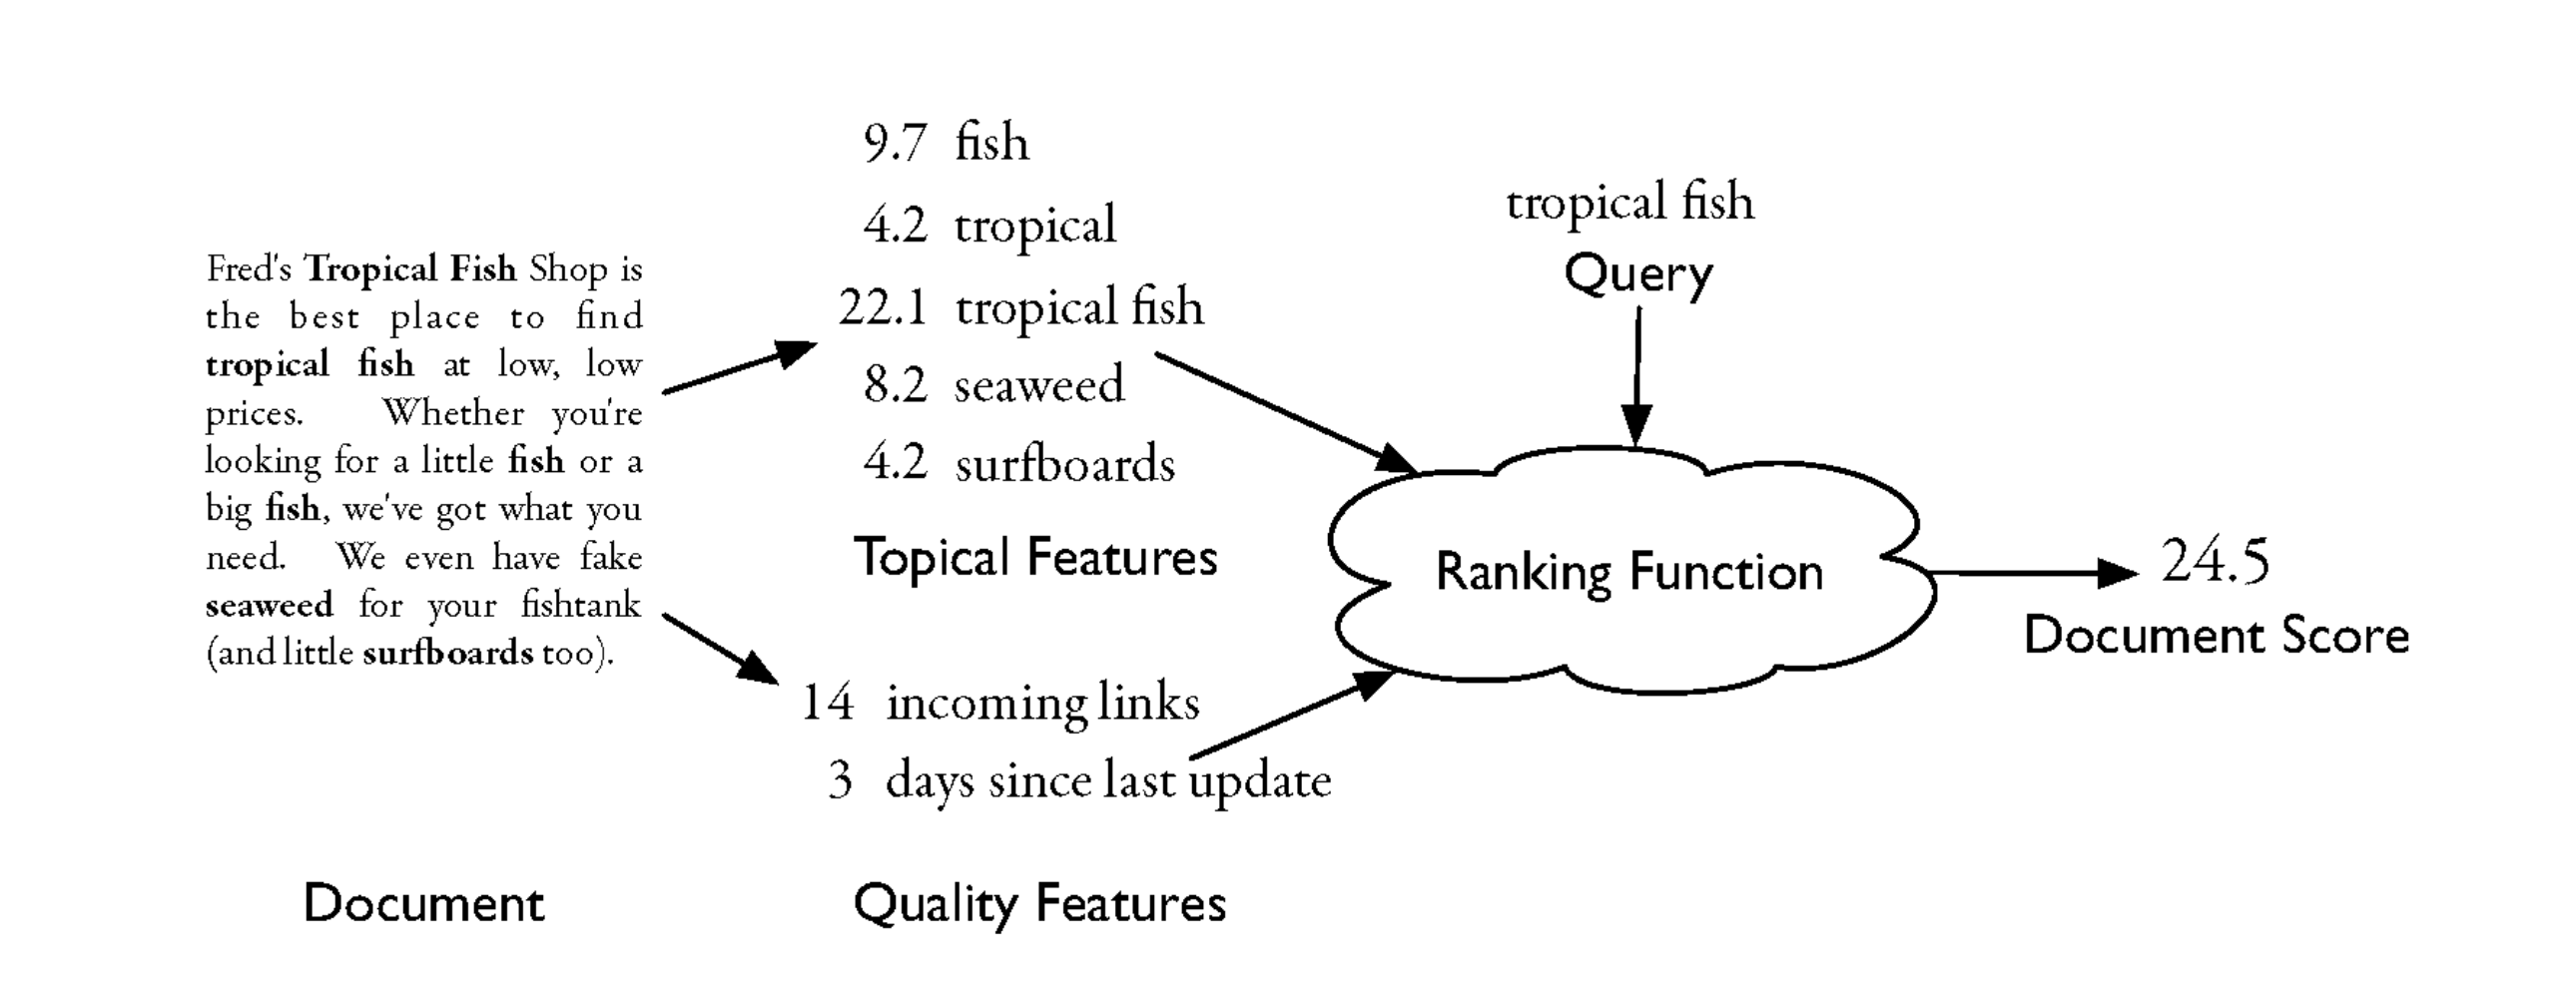 Fred's Tropical Fish Shop is
the best place to find
tropical fish at low, low
prices. Whether you're
looking for a little fish or a
big fish, we've got what you
need. We even have fake
seaweed for your fishtank
(and little surfboards too).
Document
9.7 fish
4.2 tropical
22.1 tropical fish
8.2 seaweed
4.2 surfboards
Topical Features
14 incoming links
3 days since last update
Quality Features
tropical fish
Query
Ranking Function
24.5
Document Score